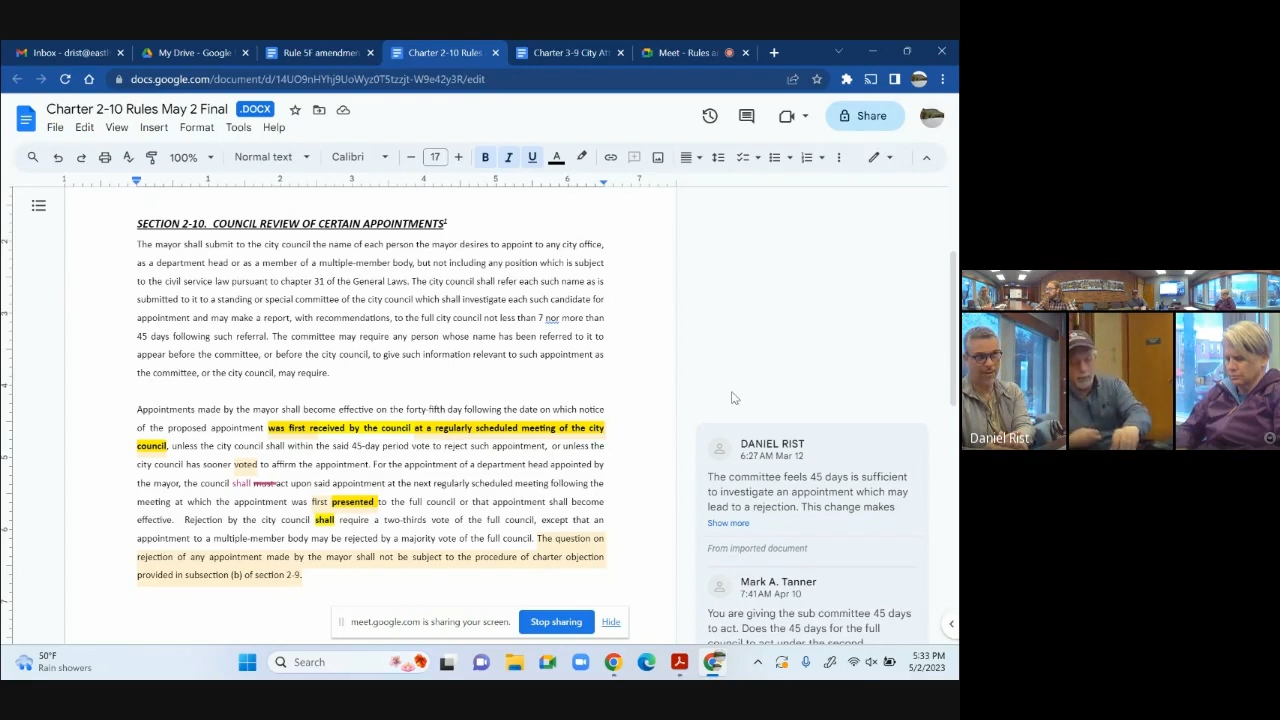 Inbox - drist@easth
My Drive - Google
Rule 5F amendmen
Charter 2-10 Rules
Charter 3-9 City At
Meet - Rules a
docs.google.com/document/d/14UO9nHYhj9UoWyz0T5tzzjt-W9e42y3R/edit
Charter 2-10 Rules May 2 Final .DOCX
File Edit View Insert Format Tools Help
Share
100% Normal text Calibri 17 B I U A
1 1 2 3 4 5 6 7
SECTION 2-10. COUNCIL REVIEW OF CERTAIN APPOINTMENTS¹
The mayor shall submit to the city council the name of each person the mayor desires to appoint to any city office,
as a department head or as a member of a multiple-member body, but not including any position which is subject
to the civil service law pursuant to chapter 31 of the General Laws. The city council shall refer each such name as is
submitted to it to a standing or special committee of the city council which shall investigate each such candidate for
appointment and may make a report, with recommendations, to the full city council not less than 7 nor more than
45 days following such referral. The committee may require any person whose name has been referred to it to
appear before the committee, or before the city council, to give such information relevant to such appointment as
the committee, or the city council, may require.
Appointments made by the mayor shall become effective on the forty-fifth day following the date on which notice
of the proposed appointment was first received by the council at a regularly scheduled meeting of the city
council, unless the city council shall within the said 45-day period vote to reject such appointment, or unless the
city council has sooner voted to affirm the appointment. For the appointment of a department head appointed by
the mayor, the council shall must act upon said appointment at the next regularly scheduled meeting following the
meeting at which the appointment was first presented to the full council or that appointment shall become
effective. Rejection by the city council shall require a two-thirds vote of the full council, except that an
appointment to a multiple-member body may be rejected by a majority vote of the full council. The question on
rejection of any appointment made by the mayor shall not be subject to the procedure of charter objection
provided in subsection (b) of section 2-9.
DANIEL RIST
6:27 AM Mar 12
The committee feels 45 days is sufficient
to investigate an appointment which may
lead to a rejection. This change makes
Show more
From imported document
Mark A. Tanner
7:41 AM Apr 10
You are giving the sub committee 45 days
to act. Does the 45 days for the full
council to act under the second
meet.google.com is sharing your screen. Stop sharing Hide
Daniel Rist
50°F
Rain showers
Search
5:33 PM
5/2/2023